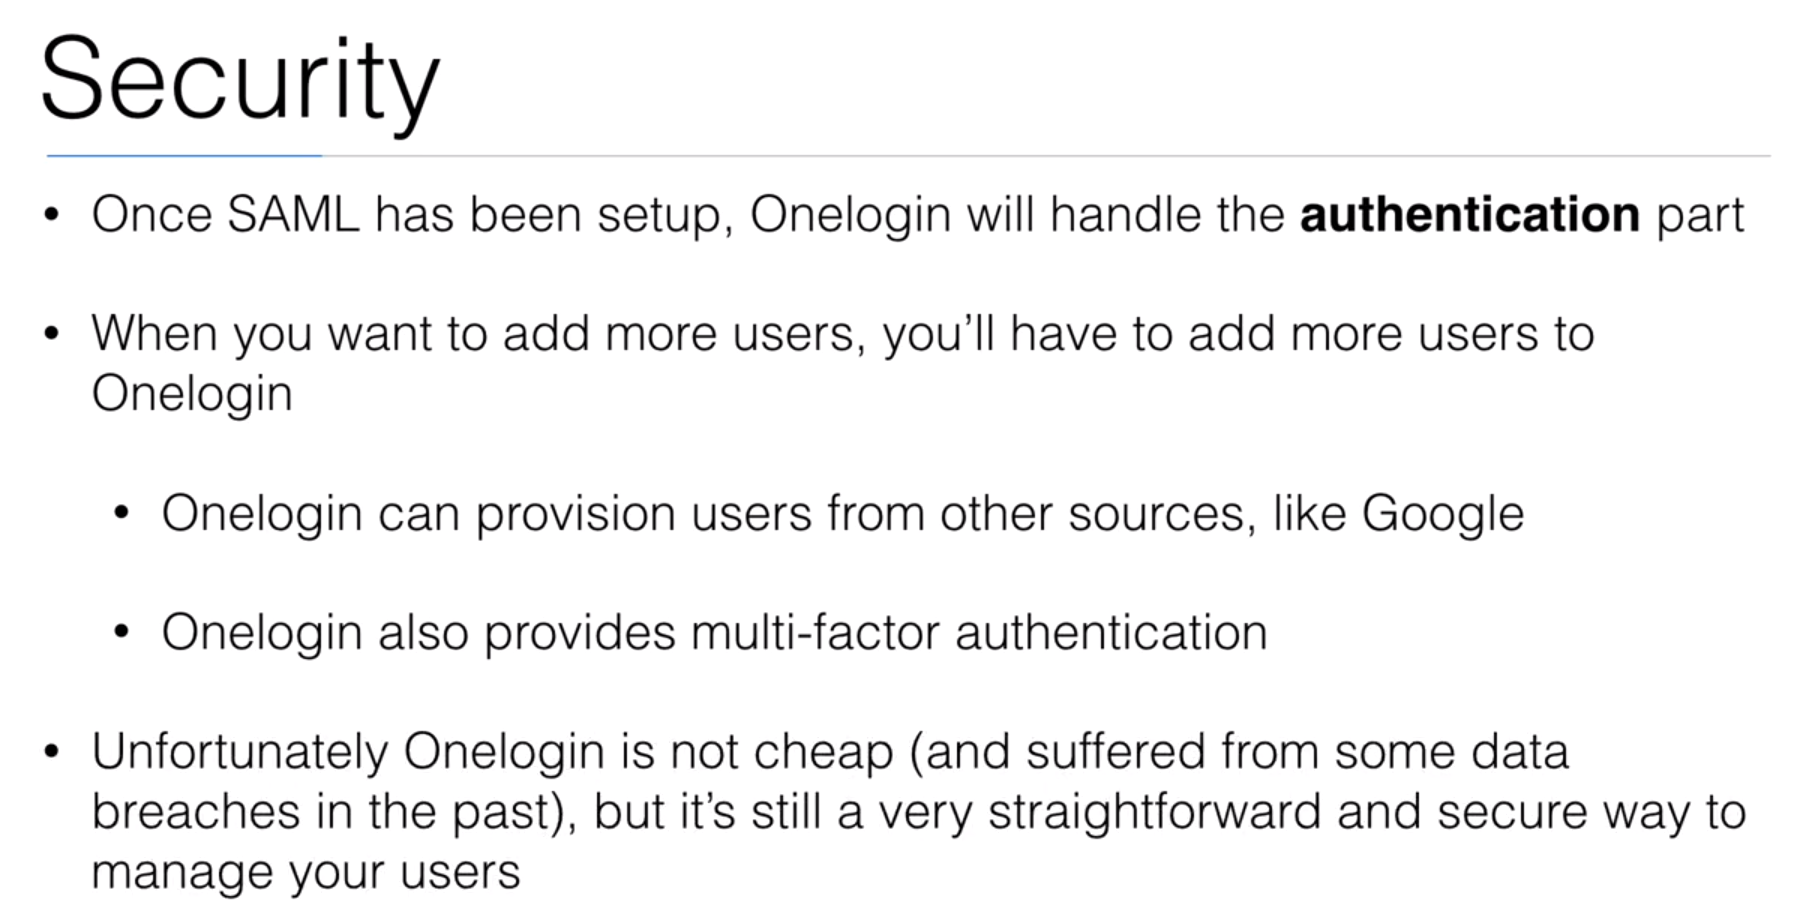 Security
• Once SAML has been setup, Onelogin will handle the authentication part
• When you want to add more users, you’ll have to add more users to
Onelogin
• Onelogin can provision users from other sources, like Google
• Onelogin also provides multi-factor authentication
• Unfortunately Onelogin is not cheap (and suffered from some data
breaches in the past), but it’s still a very straightforward and secure way to
manage your users